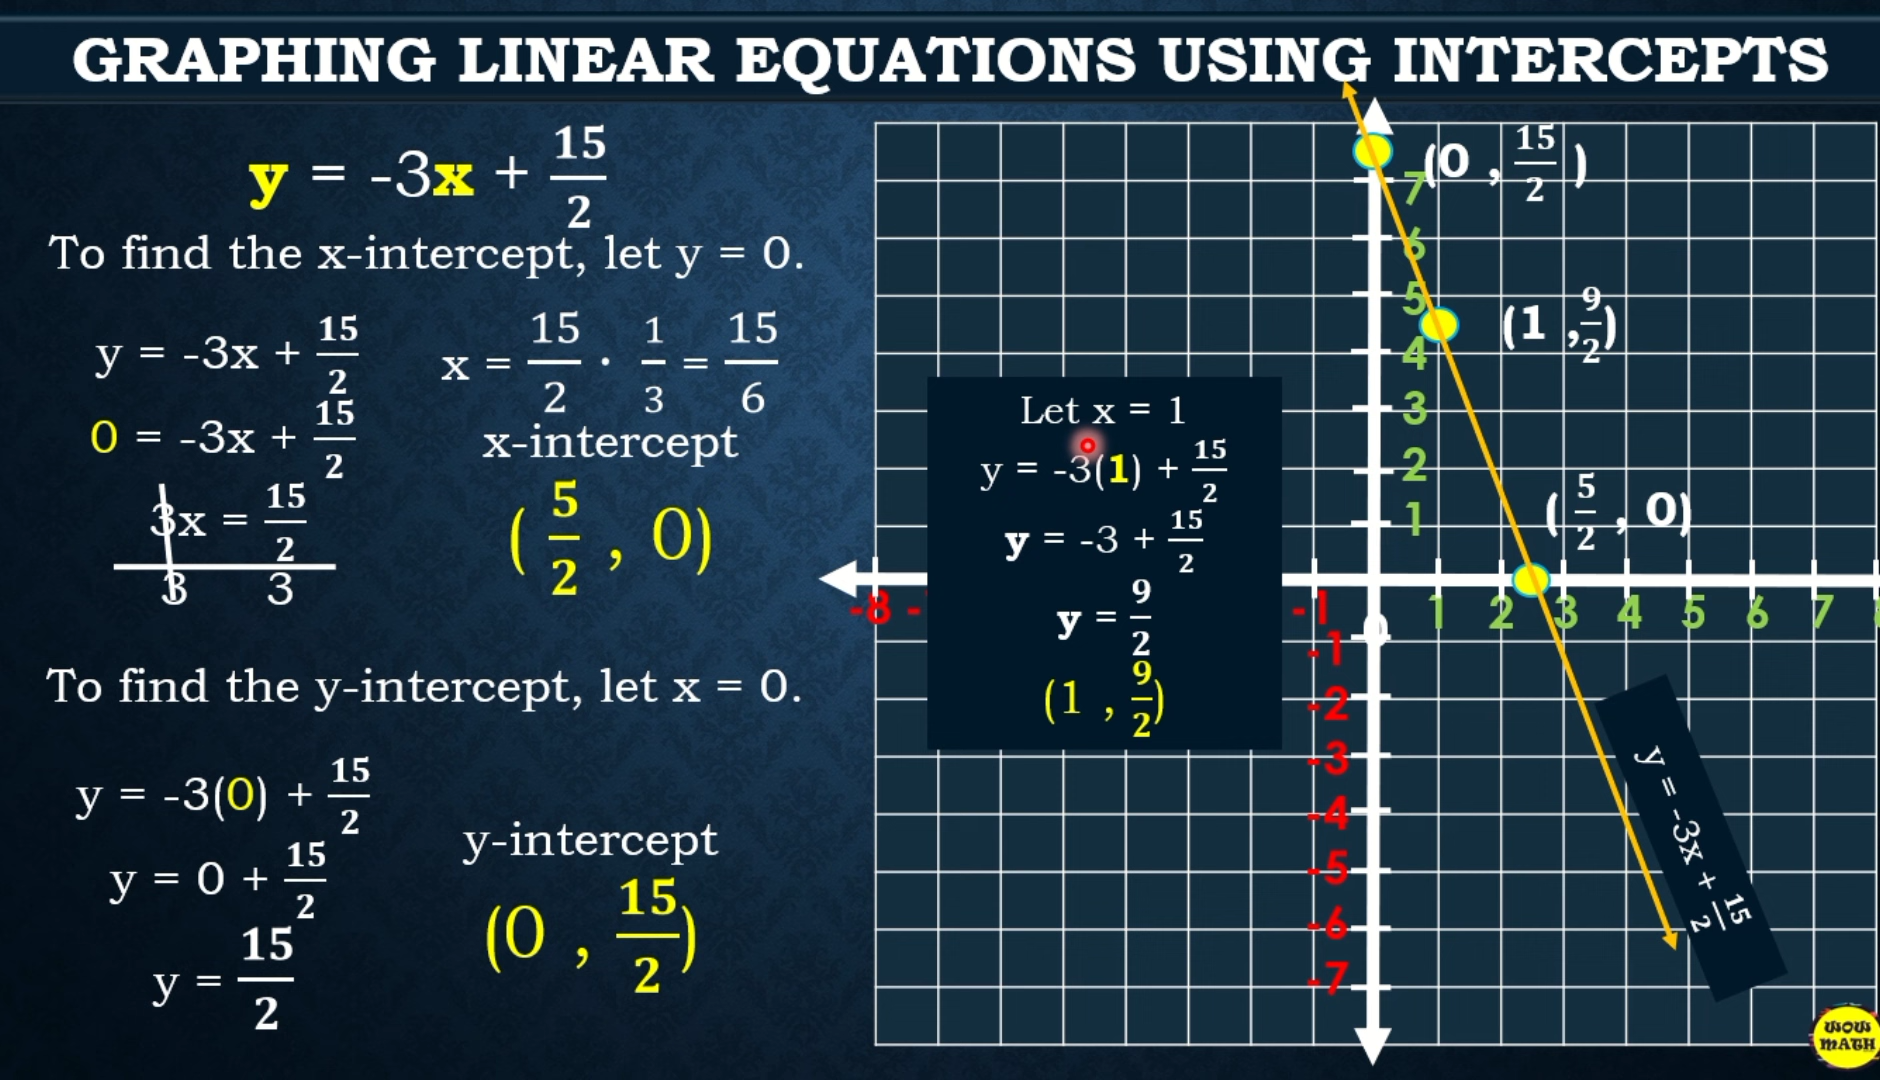 GRAPHING LINEAR EQUATIONS USING INTERCEPTS
y = -3x + 15/2
To find the x-intercept, let y = 0.
y = -3x + 15/2
0 = -3x + 15/2
3x = 15/2
3 3
x = 15/2 · 1/3 = 15/6
x-intercept
( 5/2 , 0)
To find the y-intercept, let x = 0.
y = -3(0) + 15/2
y = 0 + 15/2
y = 15/2
y-intercept
(0 , 15/2)
Let x = 1
y = -3(1) + 15/2
y = -3 + 15/2
y = 9/2
(1 , 9/2)
(0 , 15/2 )
(1 , 9/2)
( 5/2 , 0)
7
6
5
4
3
2
1
-8 - -1 0 1 2 3 4 5 6 7
-1
-2
-3
-4
-5
-6
-7
y = -3x + 15/2
WOW
MATH